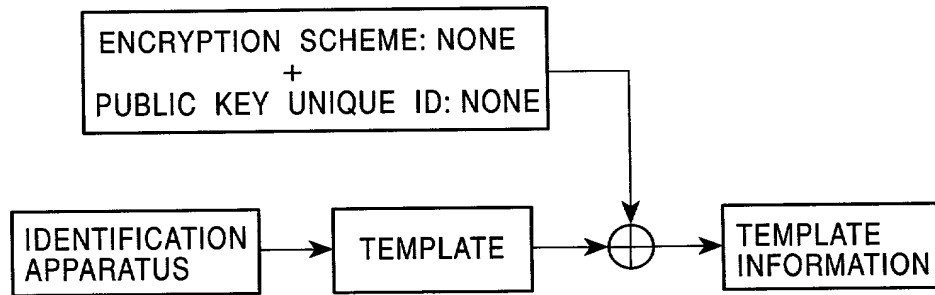 ENCRYPTION SCHEME: NONE
+
PUBLIC KEY UNIQUE ID: NONE
IDENTIFICATION
APPARATUS
TEMPLATE
TEMPLATE
INFORMATION